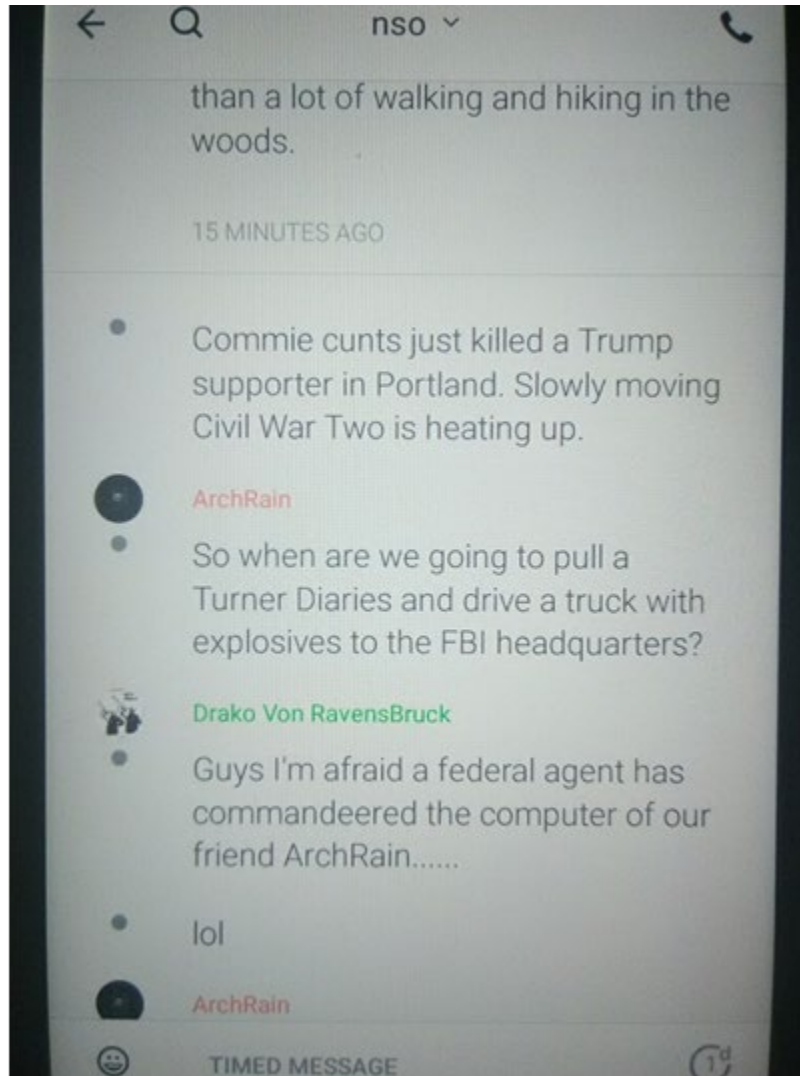 nso
than a lot of walking and hiking in the
woods.
15 MINUTES AGO
Commie cunts just killed a Trump
supporter in Portland. Slowly moving
Civil War Two is heating up.
ArchRain
So when are we going to pull a
Turner Diaries and drive a truck with
explosives to the FBI headquarters?
Drako Von RavensBruck
Guys I'm afraid a federal agent has
commandeered the computer of our
friend ArchRain......
lol
ArchRain
TIMED MESSAGE
1d